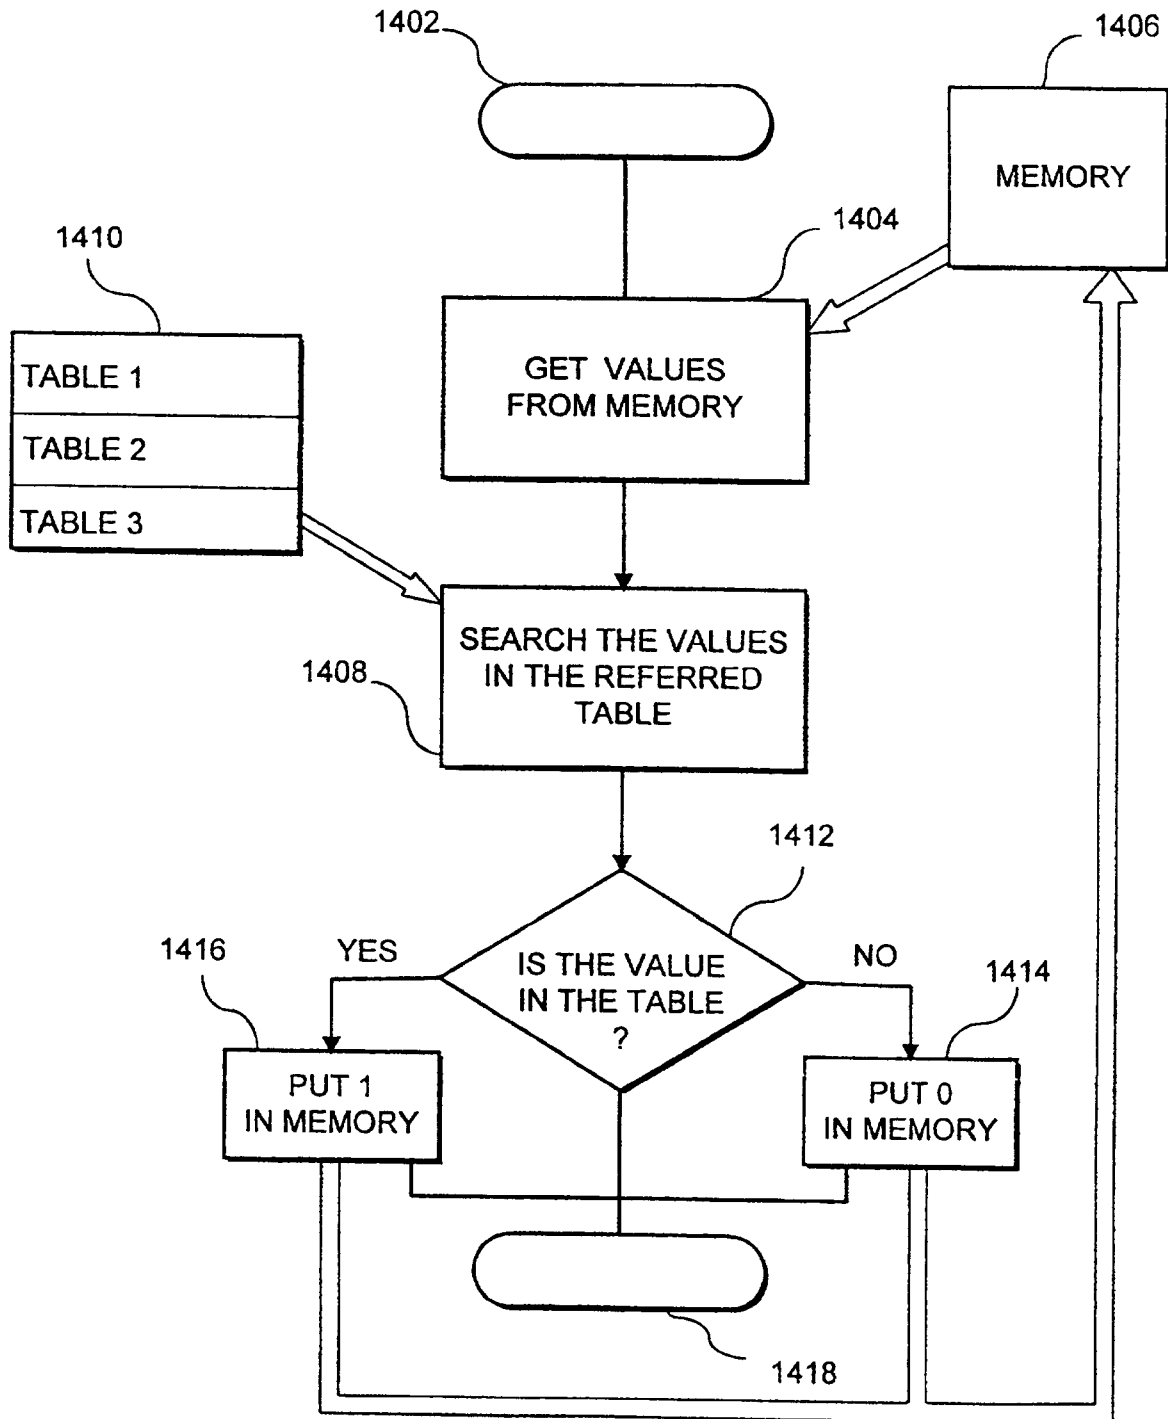 1402
1406
MEMORY
1404
1410
TABLE 1
TABLE 2
TABLE 3
GET VALUES
FROM MEMORY
SEARCH THE VALUES
IN THE REFERRED
TABLE
1408
1412
YES
NO
1416
1414
IS THE VALUE
IN THE TABLE
?
PUT 1
IN MEMORY
PUT 0
IN MEMORY
1418